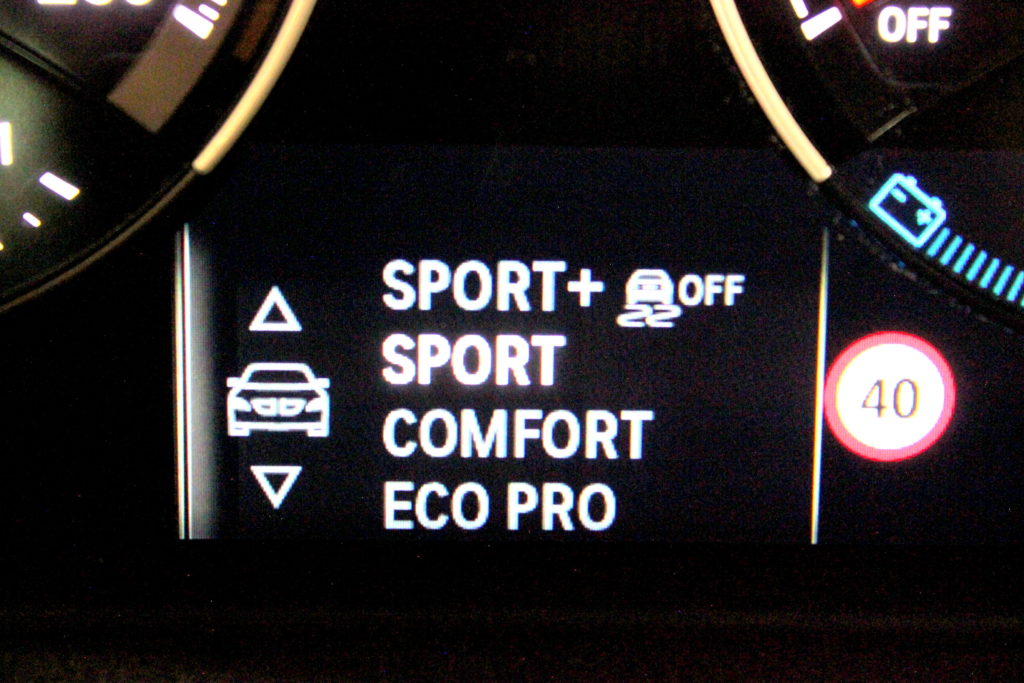 OFF
SPORT+ OFF
SPORT
COMFORT
ECO PRO
40